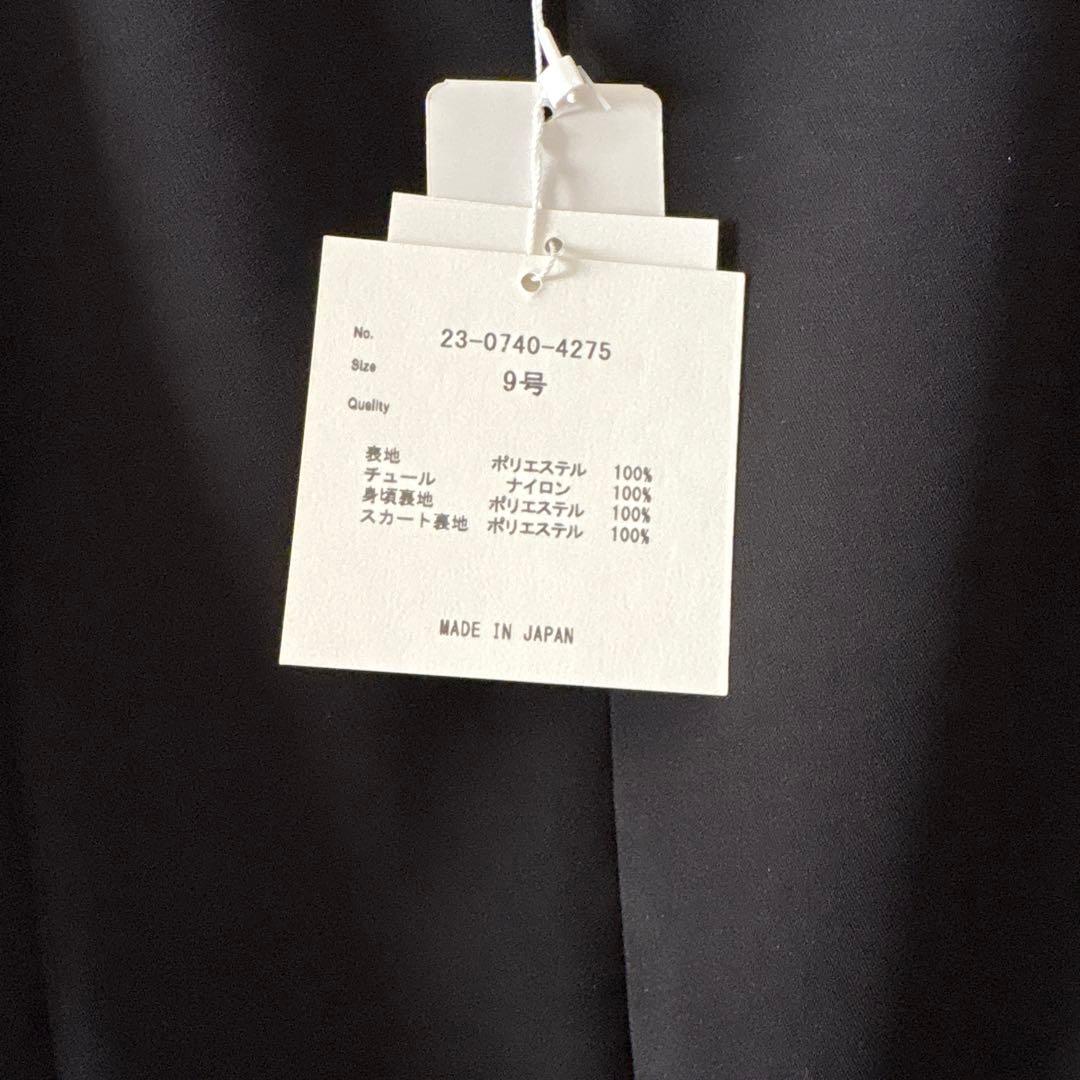 No. 23-0740-4275
Size 9号
Quality
表地 ポリエステル 100%
チュール ナイロン 100%
身頃裏地 ポリエステル 100%
スカート裏地 ポリエステル 100%
MADE IN JAPAN